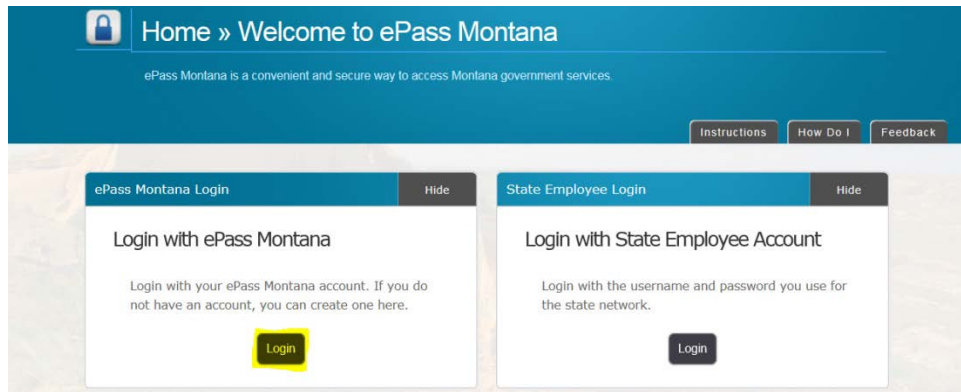 Home » Welcome to ePass Montana
ePass Montana is a convenient and secure way to access Montana government services.
Instructions How Do I Feedback
ePass Montana Login Hide
Login with ePass Montana
Login with your ePass Montana account. If you do
not have an account, you can create one here.
Login
State Employee Login Hide
Login with State Employee Account
Login with the username and password you use for
the state network.
Login